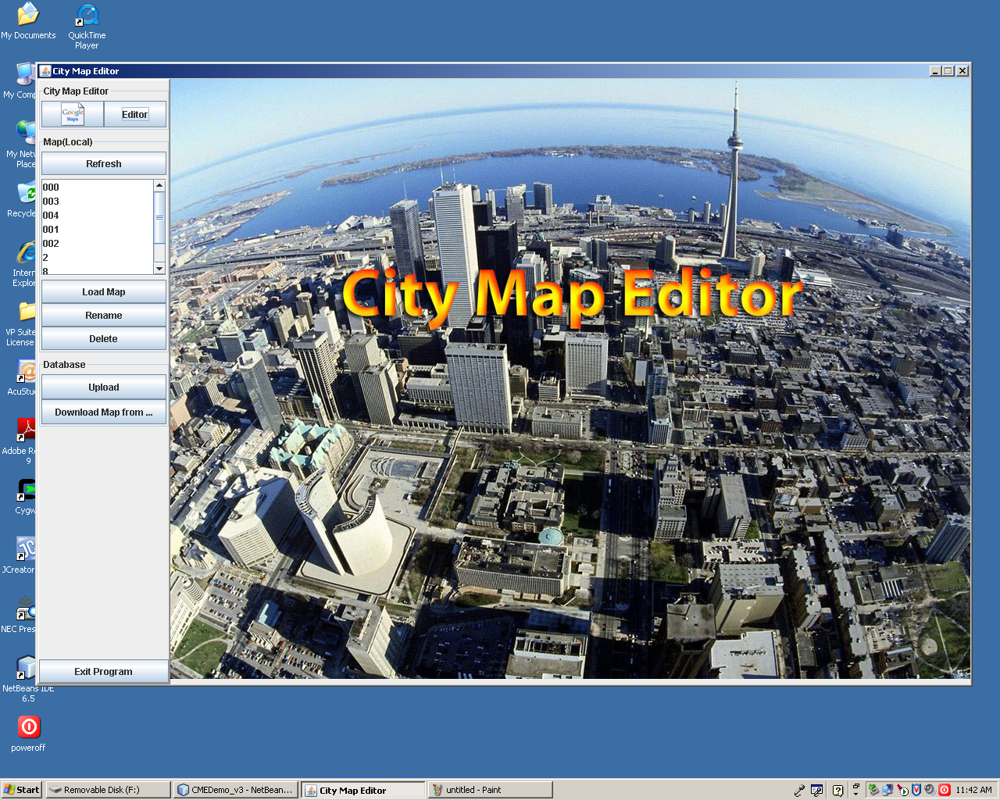 My Documents
QuickTime
Player
City Map Editor
My Comp
My Netw
Place
Recycle
Intern
Explor
VP Suite
License
AcuStu
Adobe Re
9
Cygw
JCreator
NEC Pres
NetBeans IDE
6.5
poweroff
City Map Editor
Google
Maps
Editor
Map(Local)
Refresh
000
003
004
001
002
2
8
Load Map
Rename
Delete
Database
Upload
Download Map from ...
Exit Program
City Map Editor
Start
Removable Disk (F:)
CMEDemo_v3 - NetBean...
City Map Editor
untitled - Paint
11:42 AM